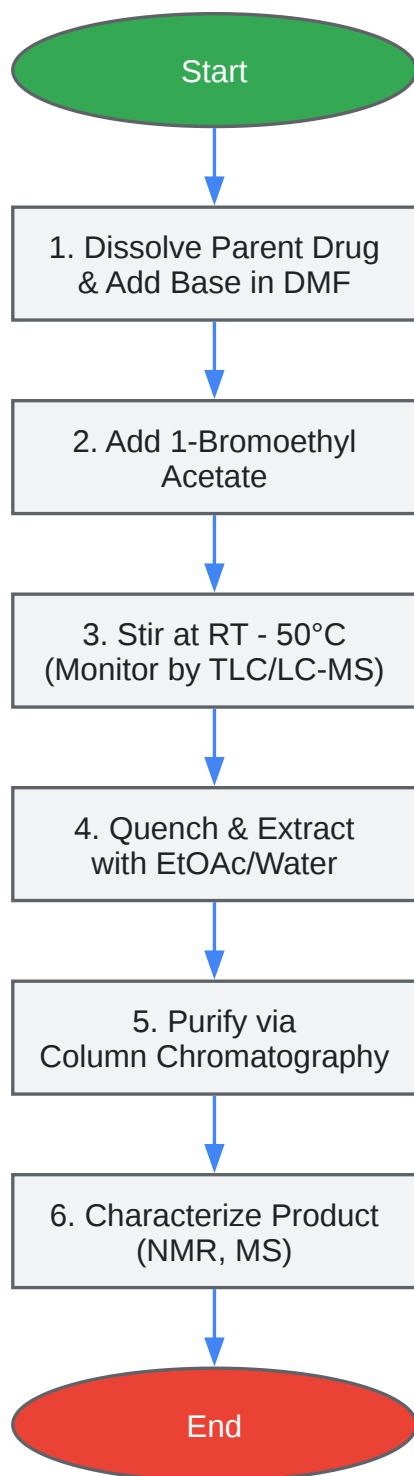 Start
1. Dissolve Parent Drug
& Add Base in DMF
2. Add 1-Bromoethyl
Acetate
3. Stir at RT - 50°C
(Monitor by TLC/LC-MS)
4. Quench & Extract
with EtOAc/Water
5. Purify via
Column Chromatography
6. Characterize Product
(NMR, MS)
End